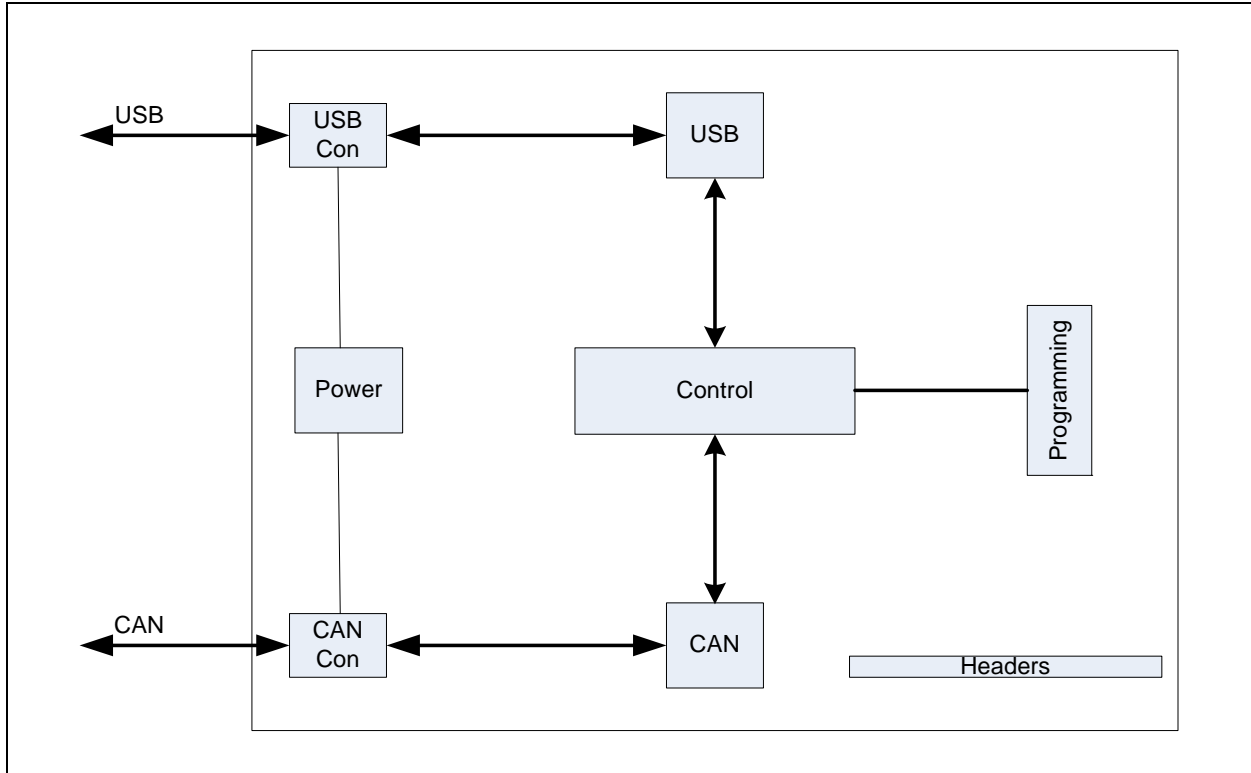 USB
USB
Con
USB
Power
Control
Programming
CAN
CAN
Con
CAN
Headers